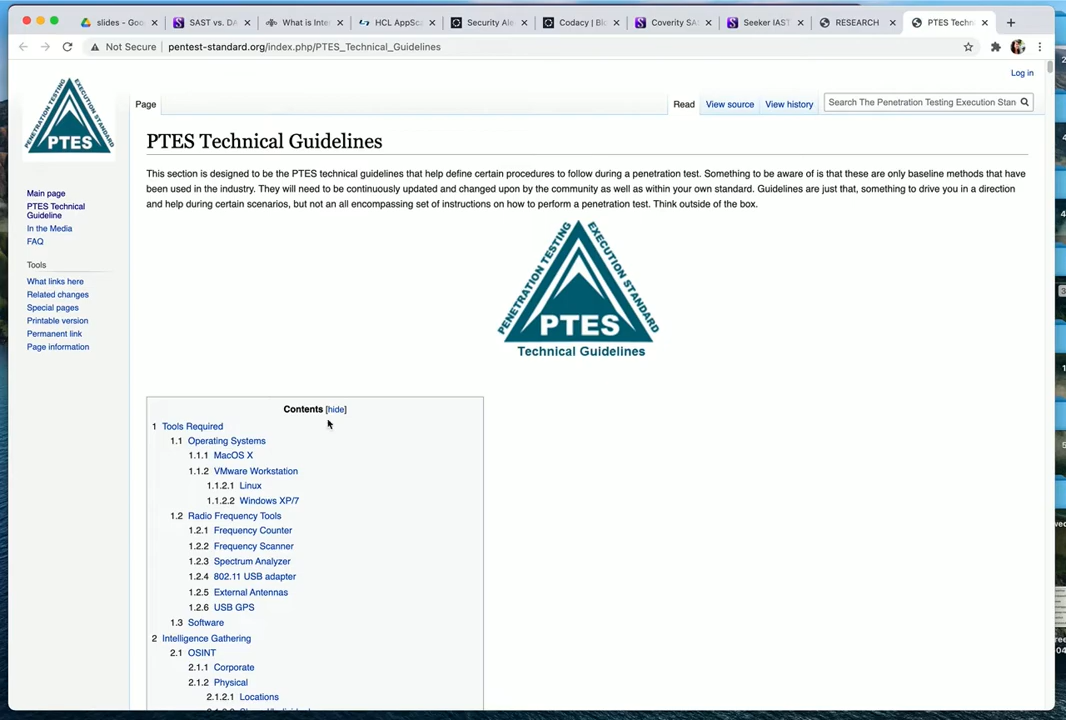 slides - Goo
SAST vs. DA
What is Inte
HCL AppSca
Security Ale
Codacy | Blo
Coverity SAS
Seeker IAST
RESEARCH
PTES Techn
Not Secure
pentest-standard.org/index.php/PTES_Technical_Guidelines
Log in
PENETRATION TESTING
EXECUTION STANDARD
PTES
Page
Read
View source
View history
Search The Penetration Testing Execution Stan
PTES Technical Guidelines
This section is designed to be the PTES technical guidelines that help define certain procedures to follow during a penetration test. Something to be aware of is that these are only baseline methods that have
been used in the industry. They will need to be continuously updated and changed upon by the community as well as within your own standard. Guidelines are just that, something to drive you in a direction
and help during certain scenarios, but not an all encompassing set of instructions on how to perform a penetration test. Think outside of the box.
Main page
PTES Technical
Guideline
In the Media
FAQ
Tools
What links here
Related changes
Special pages
Printable version
Permanent link
Page information
PENETRATION TESTING
EXECUTION STANDARD
PTES
Technical Guidelines
Contents [hide]
1 Tools Required
1.1 Operating Systems
1.1.1 MacOS X
1.1.2 VMware Workstation
1.1.2.1 Linux
1.1.2.2 Windows XP/7
1.2 Radio Frequency Tools
1.2.1 Frequency Counter
1.2.2 Frequency Scanner
1.2.3 Spectrum Analyzer
1.2.4 802.11 USB adapter
1.2.5 External Antennas
1.2.6 USB GPS
1.3 Software
2 Intelligence Gathering
2.1 OSINT
2.1.1 Corporate
2.1.2 Physical
2.1.2.1 Locations